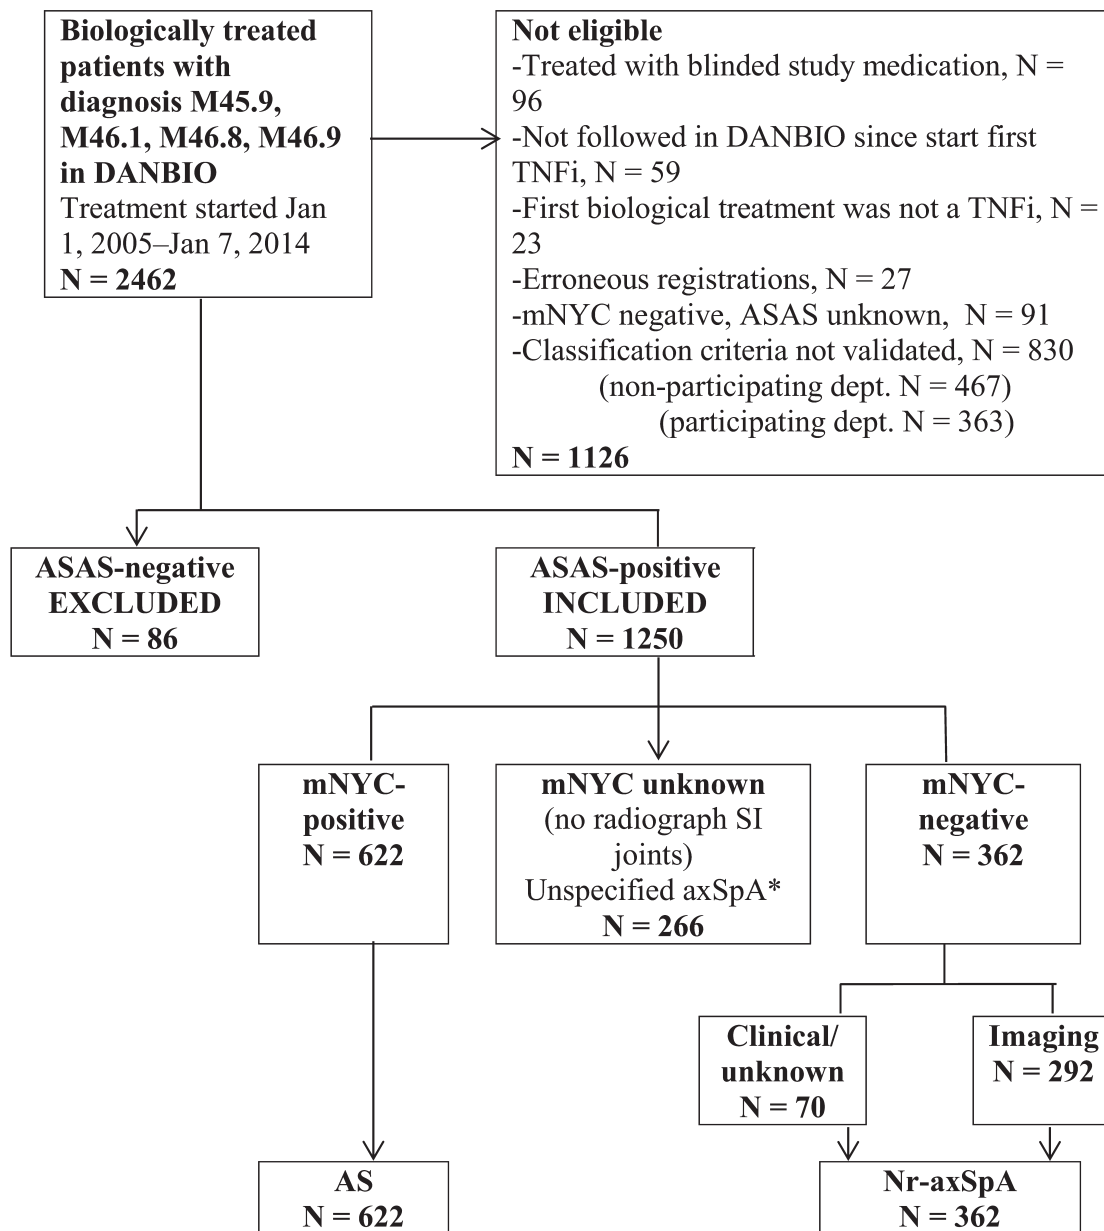 Biologically treated
patients with
diagnosis M45.9,
M46.1, M46.8, M46.9
in DANBIO
Treatment started Jan
1, 2005–Jan 7, 2014
N = 2462
Not eligible
-Treated with blinded study medication, N =
96
-Not followed in DANBIO since start first
TNFi, N = 59
-First biological treatment was not a TNFi, N =
23
-Erroneous registrations, N = 27
-mNYC negative, ASAS unknown,  N = 91
-Classification criteria not validated, N = 830
(non-participating dept. N = 467)
(participating dept. N = 363)
N = 1126
ASAS-negative
EXCLUDED
N = 86
ASAS-positive
INCLUDED
N = 1250
mNYC-
positive
N = 622
mNYC unknown
(no radiograph SI
joints)
Unspecified axSpA*
N = 266
mNYC-
negative
N = 362
Clinical/
unknown
N = 70
Imaging
N = 292
AS
N = 622
Nr-axSpA
N = 362